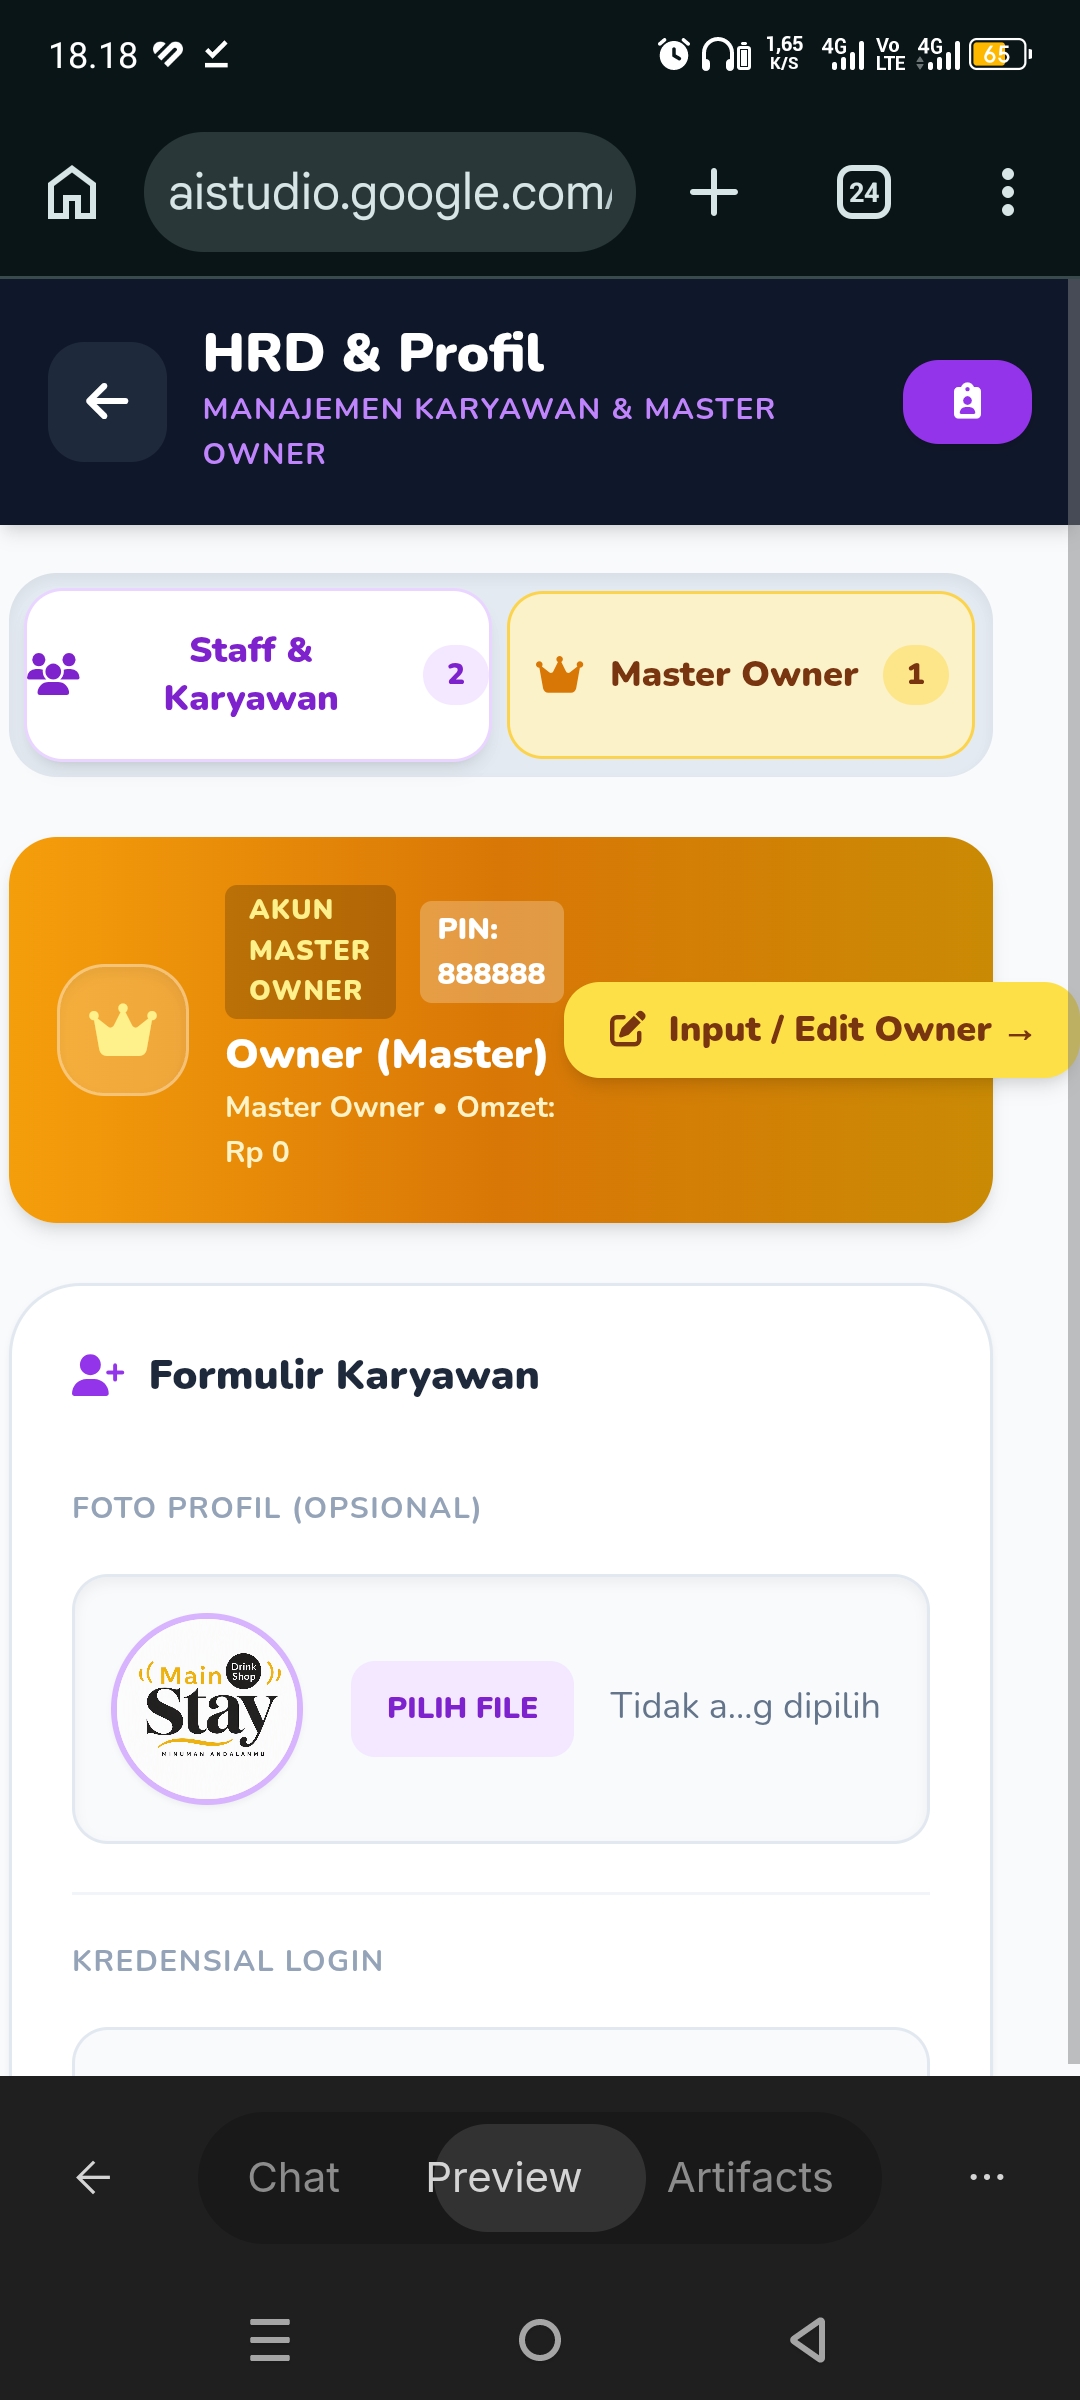 18.18
1,65
K/S
4G
Vo
LTE
4G
65
aistudio.google.com/
24
HRD & Profil
MANAJEMEN KARYAWAN & MASTER
OWNER
Staff &
Karyawan
2
Master Owner
1
AKUN
MASTER
OWNER
PIN:
888888
Owner (Master)
Master Owner • Omzet:
Rp 0
Input / Edit Owner →
Formulir Karyawan
FOTO PROFIL (OPSIONAL)
Main
Drink
Shop
Stay
MINUMAN ANDALANMU
PILIH FILE
Tidak a...g dipilih
KREDENSIAL LOGIN
Chat
Preview
Artifacts